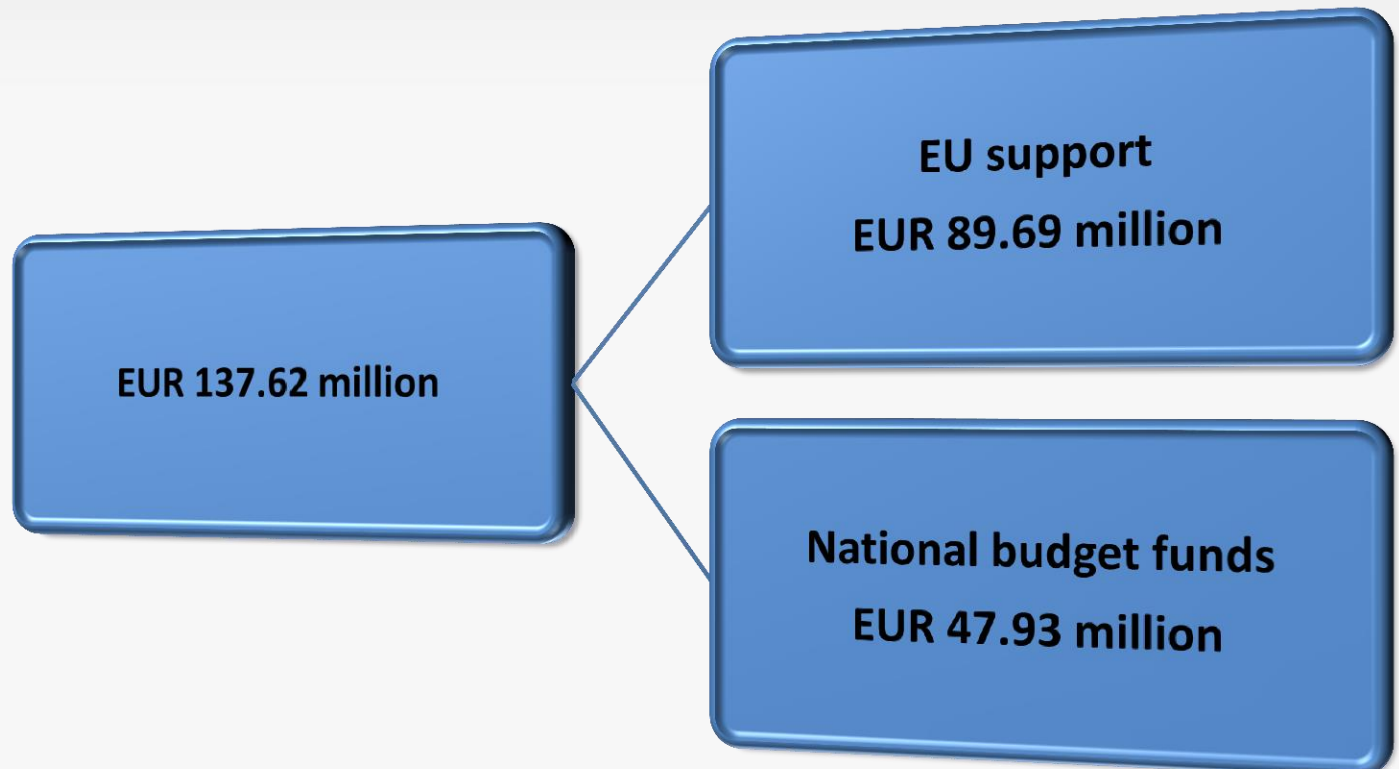 EUR 137.62 million
EU support
EUR 89.69 million
National budget funds
EUR 47.93 million